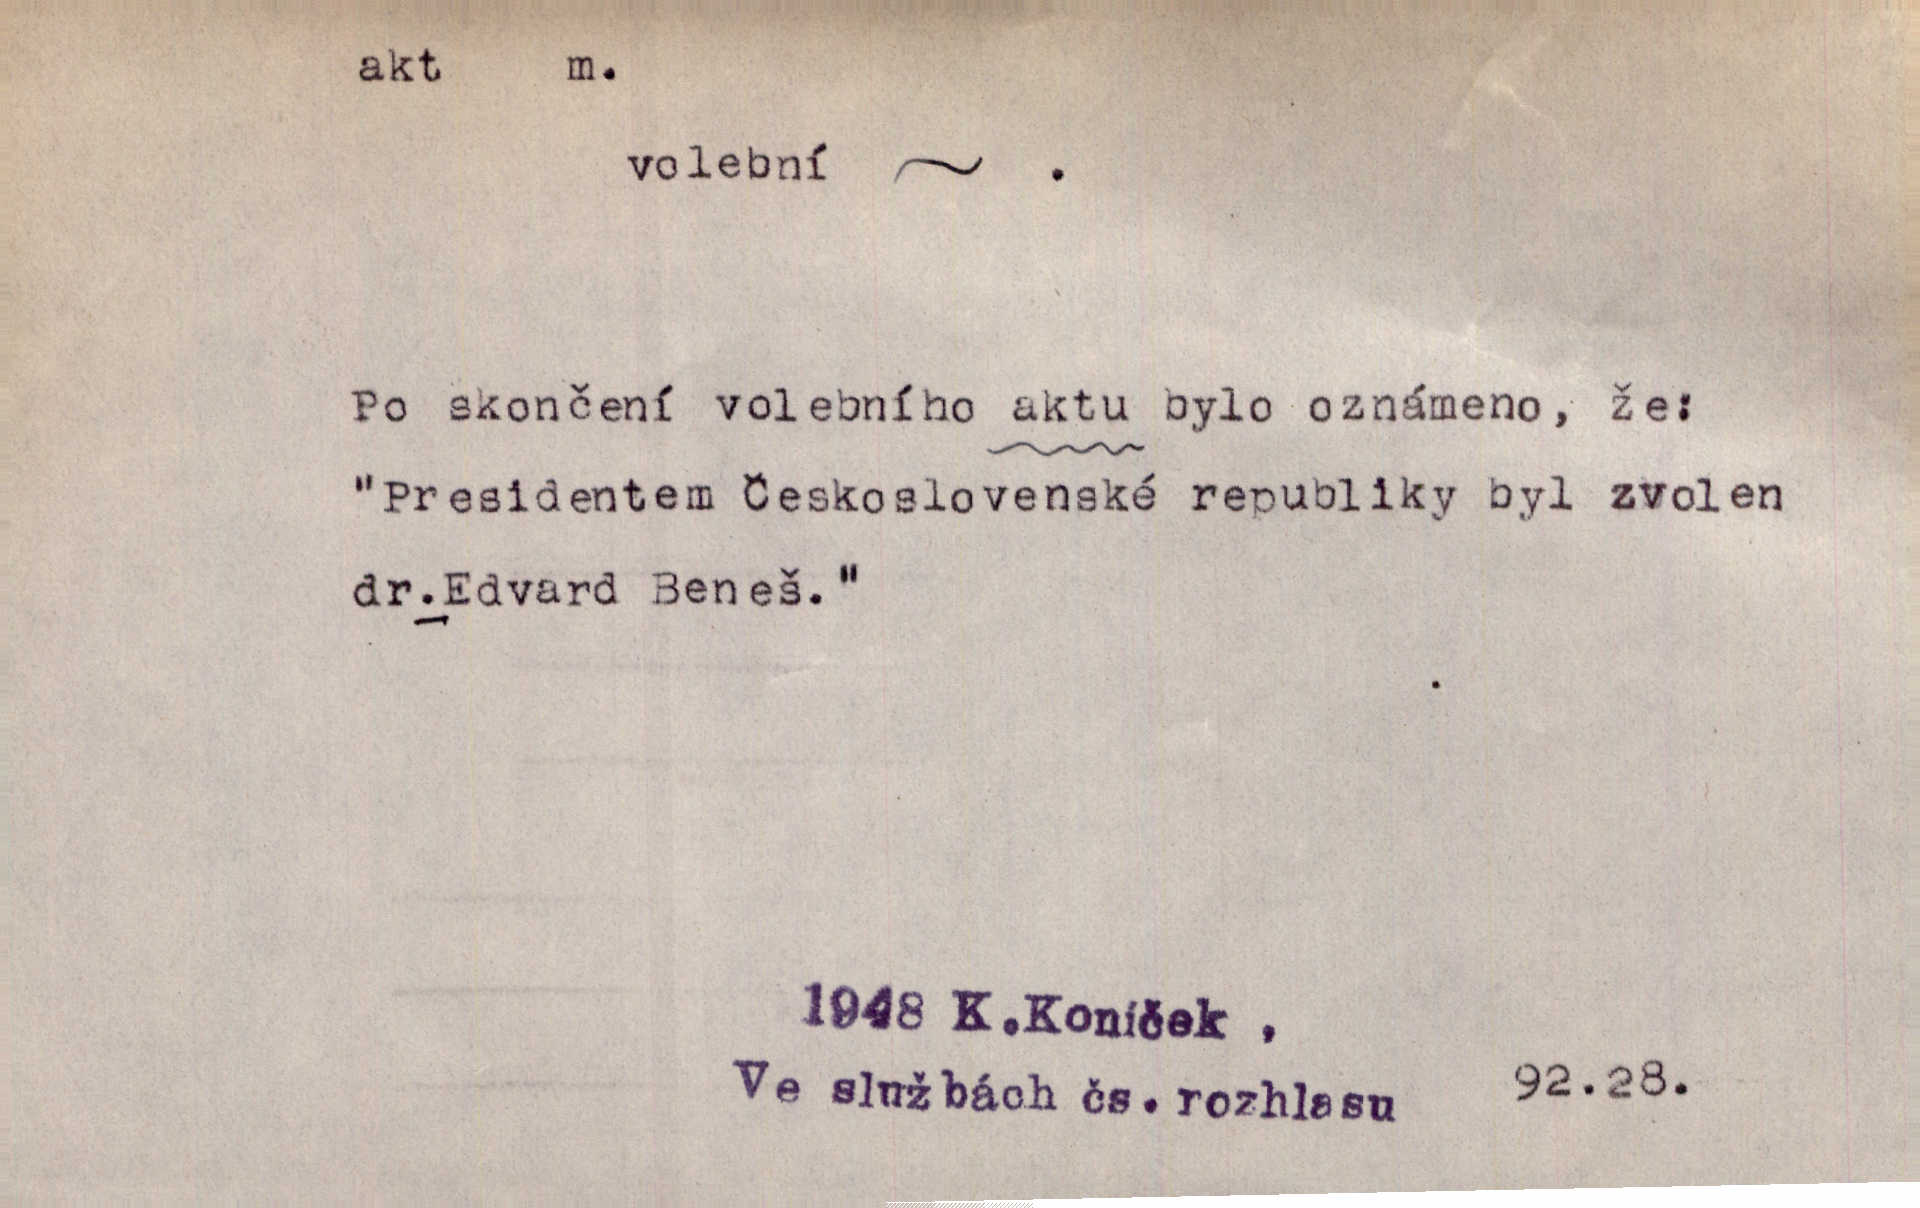 akt m.
volební ~ .
Po skončení volebního aktu bylo oznámeno, že:
"Presidentem Československé republiky byl zvolen
dr.Edvard Beneš."
1948 K.Koníček ,
Ve službách čs. rozhlasu 92.28.